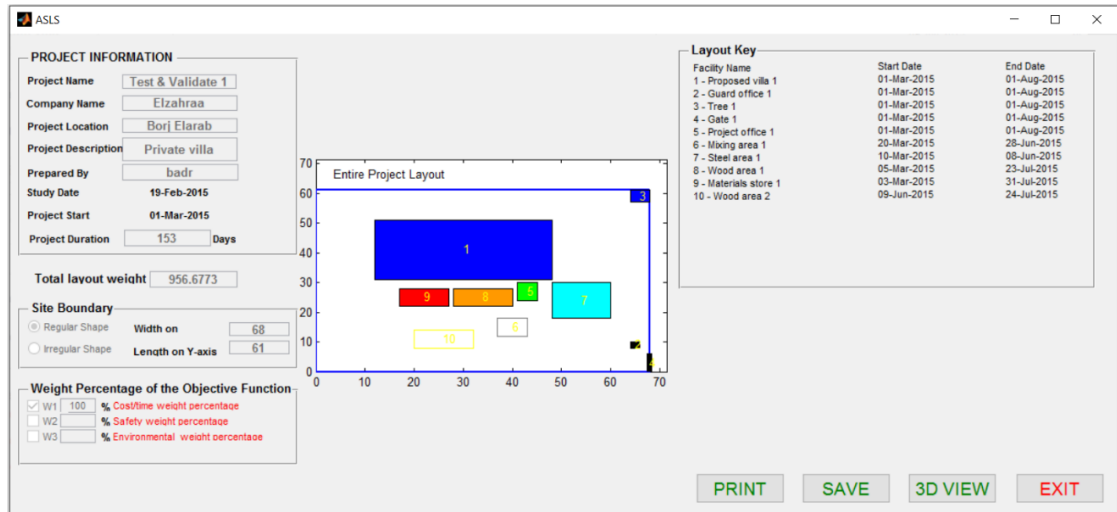 ASLS
PROJECT INFORMATION
Project Name Test & Validate 1
Company Name Elzahraa
Project Location Borj Elarab
Project Description Private villa
Prepared By badr
Study Date 19-Feb-2015
Project Start 01-Mar-2015
Project Duration 153 Days
Total layout weight 956.6773
Site Boundary
Regular Shape Width on 68
Irregular Shape Length on Y-axis 61
Weight Percentage of the Objective Function
W1 100 % Cost/time weight percentage
W2 % Safety weight percentage
W3 % Environmental weight percentage
Entire Project Layout
70
60
50
40
30
20
10
0
0 10 20 30 40 50 60 70
3
1
9 8 5 7
10 6
2
4
Layout Key
Facility Name Start Date End Date
1 - Proposed villa 1 01-Mar-2015 01-Aug-2015
2 - Guard office 1 01-Mar-2015 01-Aug-2015
3 - Tree 1 01-Mar-2015 01-Aug-2015
4 - Gate 1 01-Mar-2015 01-Aug-2015
5 - Project office 1 01-Mar-2015 01-Aug-2015
6 - Mixing area 1 20-Mar-2015 28-Jun-2015
7 - Steel area 1 10-Mar-2015 08-Jun-2015
8 - Wood area 1 05-Mar-2015 23-Jul-2015
9 - Materials store 1 03-Mar-2015 31-Jul-2015
10 - Wood area 2 09-Jun-2015 24-Jul-2015
PRINT SAVE 3D VIEW EXIT